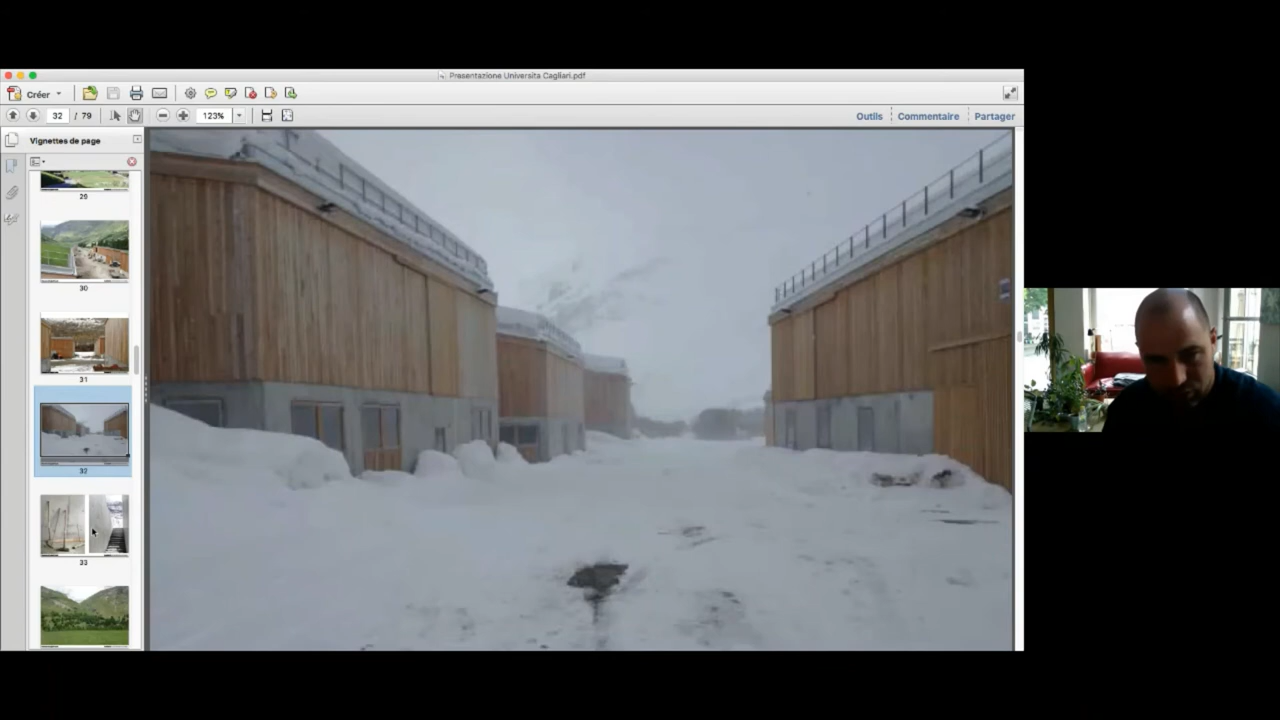 Presentazione Universita Cagliari.pdf
Créer
32 / 79
123%
Outils
Commentaire
Partager
Vignettes de page
29
30
31
32
33